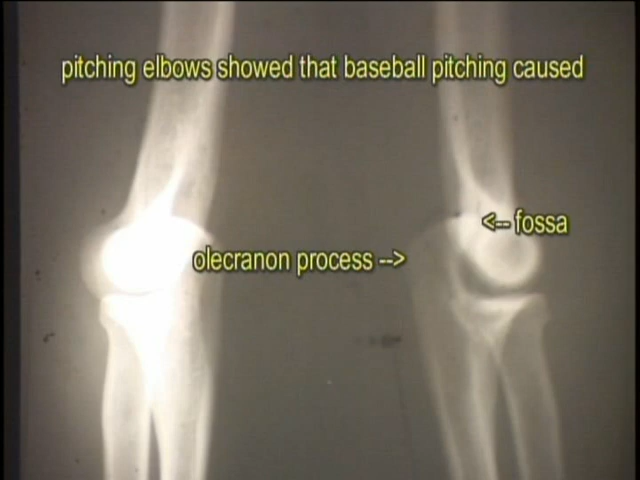 pitching elbows showed that baseball pitching caused
<-- fossa
olecranon process -->